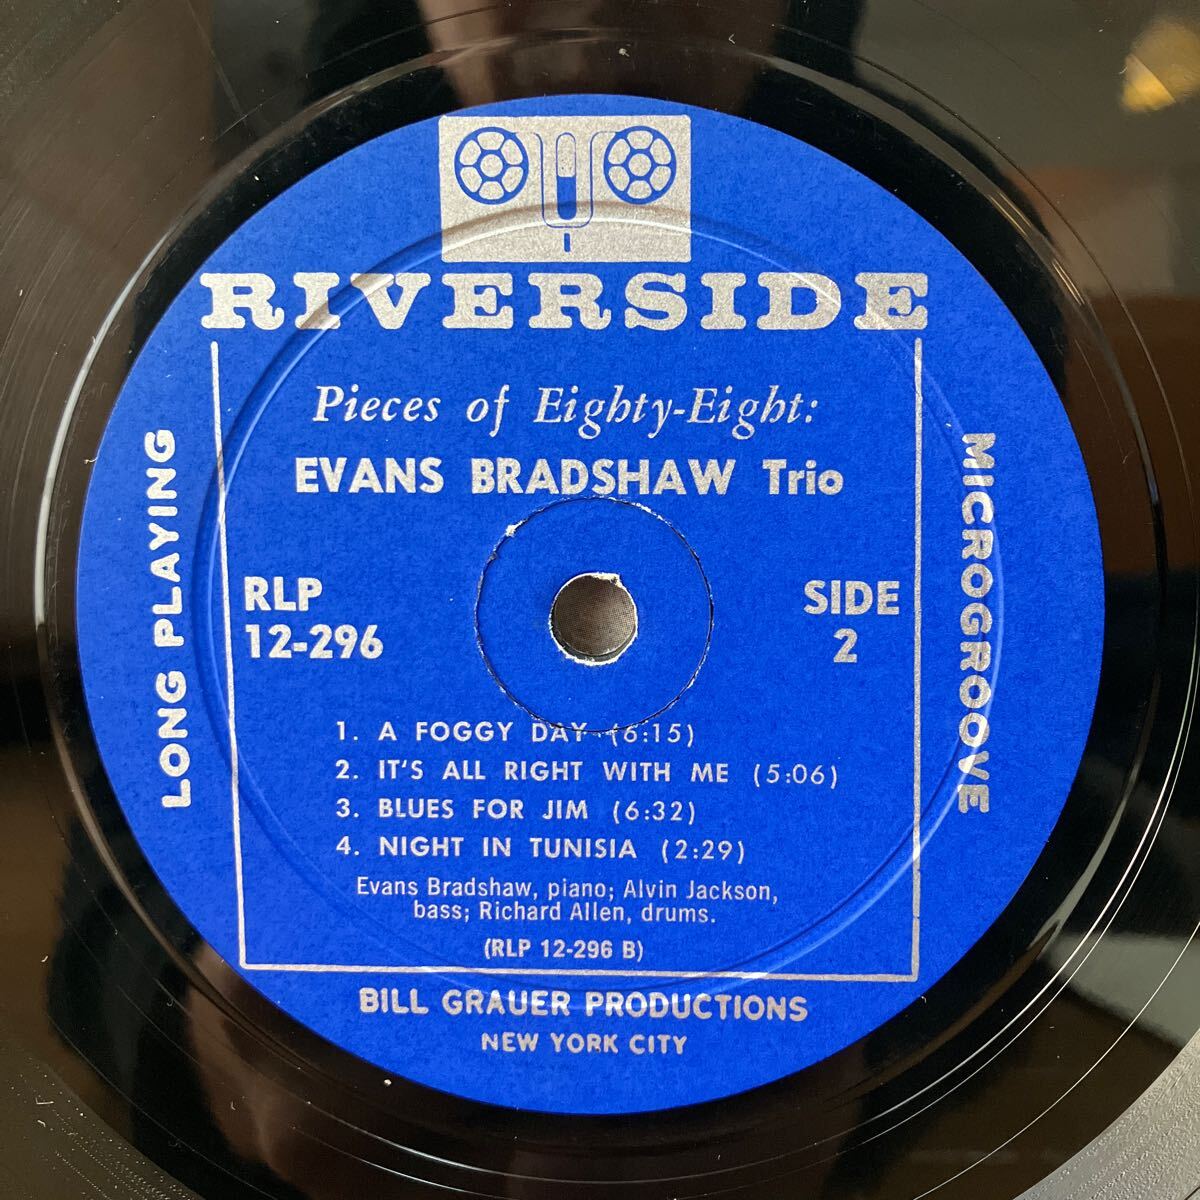 RIVERSIDE
Pieces of Eighty-Eight:
EVANS BRADSHAW Trio
LONG PLAYING
MICROGROOVE
RLP
12-296
SIDE
2
1. A FOGGY DAY (6:15)
2. IT'S ALL RIGHT WITH ME (5:06)
3. BLUES FOR JIM (6:32)
4. NIGHT IN TUNISIA (2:29)
Evans Bradshaw, piano; Alvin Jackson,
bass; Richard Allen, drums.
(RLP 12-296 B)
BILL GRAUER PRODUCTIONS
NEW YORK CITY